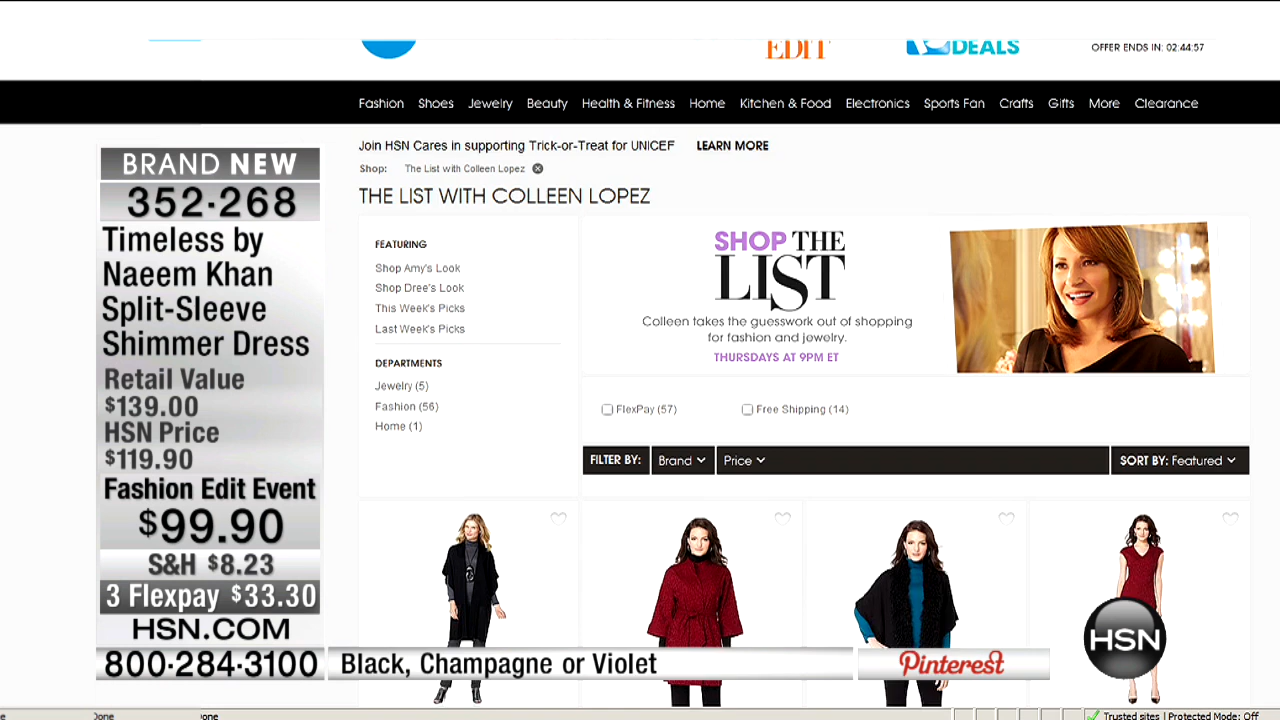 EDIT
DEALS
OFFER ENDS IN: 02:44:57
Fashion Shoes Jewelry Beauty Health & Fitness Home Kitchen & Food Electronics Sports Fan Crafts Gifts More Clearance
Join HSN Cares in supporting Trick-or-Treat for UNICEF LEARN MORE
Shop: The List with Colleen Lopez
THE LIST WITH COLLEEN LOPEZ
BRAND NEW
352-268
Timeless by
Naeem Khan
Split-Sleeve
Shimmer Dress
Retail Value
$139.00
HSN Price
$119.90
Fashion Edit Event
$99.90
S&H $8.23
3 Flexpay $33.30
HSN.COM
800-284-3100
FEATURING
Shop Amy's Look
Shop Dree's Look
This Week's Picks
Last Week's Picks
DEPARTMENTS
Jewelry (5)
Fashion (56)
Home (1)
SHOP THE
LIST
Colleen takes the guesswork out of shopping
for fashion and jewelry.
THURSDAYS AT 9PM ET
FlexPay (57) Free Shipping (14)
FILTER BY: Brand Price SORT BY: Featured
HSN
Black, Champagne or Violet
Pinterest
Done one Trusted sites | Protected Mode: Off